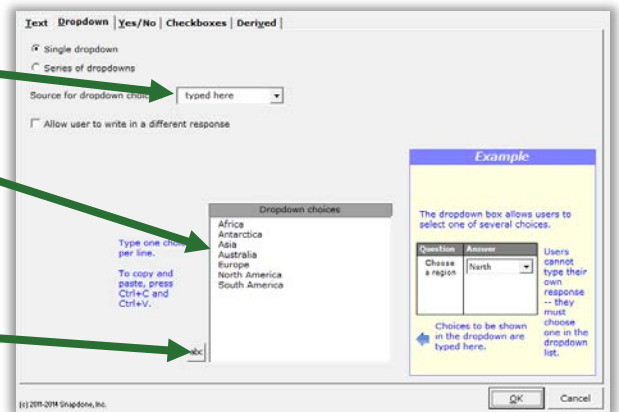 Text Dropdown Yes/No Checkboxes Derived
Single dropdown
Series of dropdowns
Source for dropdown typed here
Allow user to write in a different response
Example
The dropdown box allows users to
select one of several choices.
Question Answer
Choose
a region
North
Users
cannot
type their
own
response
-- they
must
choose
one in the
dropdown
list.
Choices to be shown
in the dropdown are
typed here.
Dropdown choices
Africa
Antarctica
Asia
Australia
Europe
North America
South America
Type one
per line.
To copy and
paste, press
Ctrl+C and
Ctrl+V.
abc
(c) 2011-2014 Snapdone, Inc.
OK Cancel